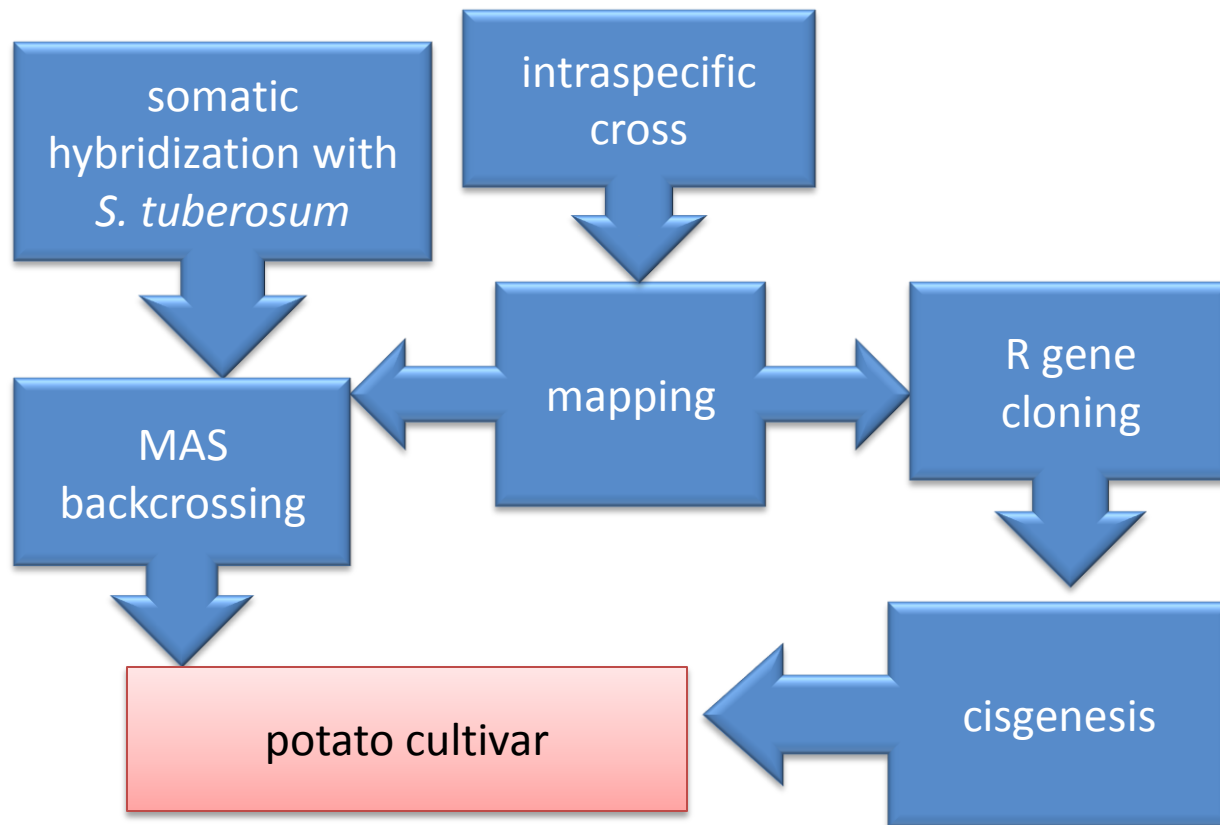 somatic
hybridization with
S. tuberosum
intraspecific
cross
mapping
R gene
cloning
MAS
backcrossing
cisgenesis
potato cultivar